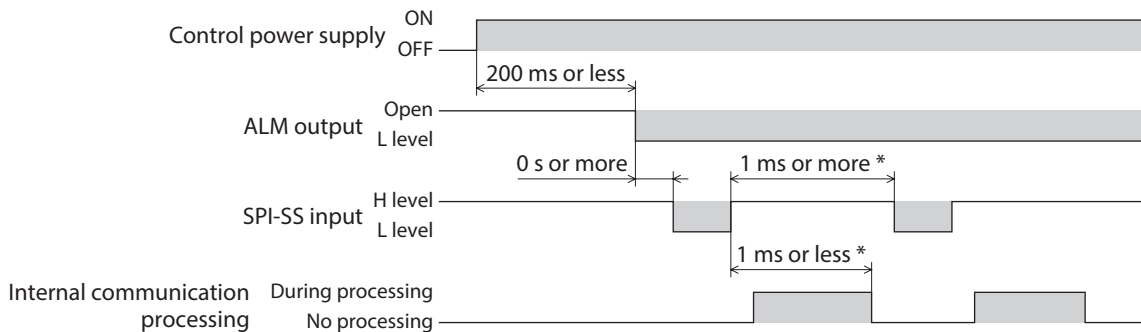 ON
Control power supply
OFF
200 ms or less
Open
ALM output
L level
0 s or more
1 ms or more *
H level
SPI-SS input
L level
1 ms or less *
Internal communication
processing
During processing
No processing